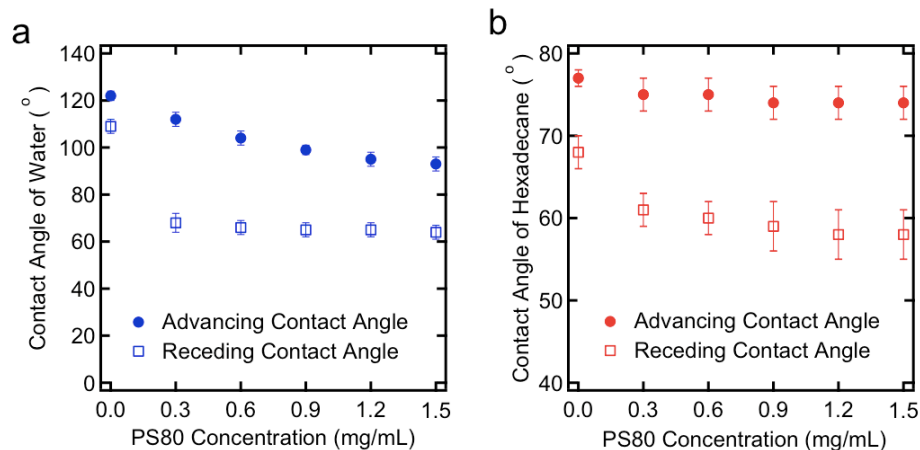 a
Contact Angle of Water (°)
140
120
100
80
60
40
20
0
Advancing Contact Angle
Receding Contact Angle
0.0 0.3 0.6 0.9 1.2 1.5
PS80 Concentration (mg/mL)
b
Contact Angle of Hexadecane (°)
80
70
60
50
40
Advancing Contact Angle
Receding Contact Angle
0.0 0.3 0.6 0.9 1.2 1.5
PS80 Concentration (mg/mL)